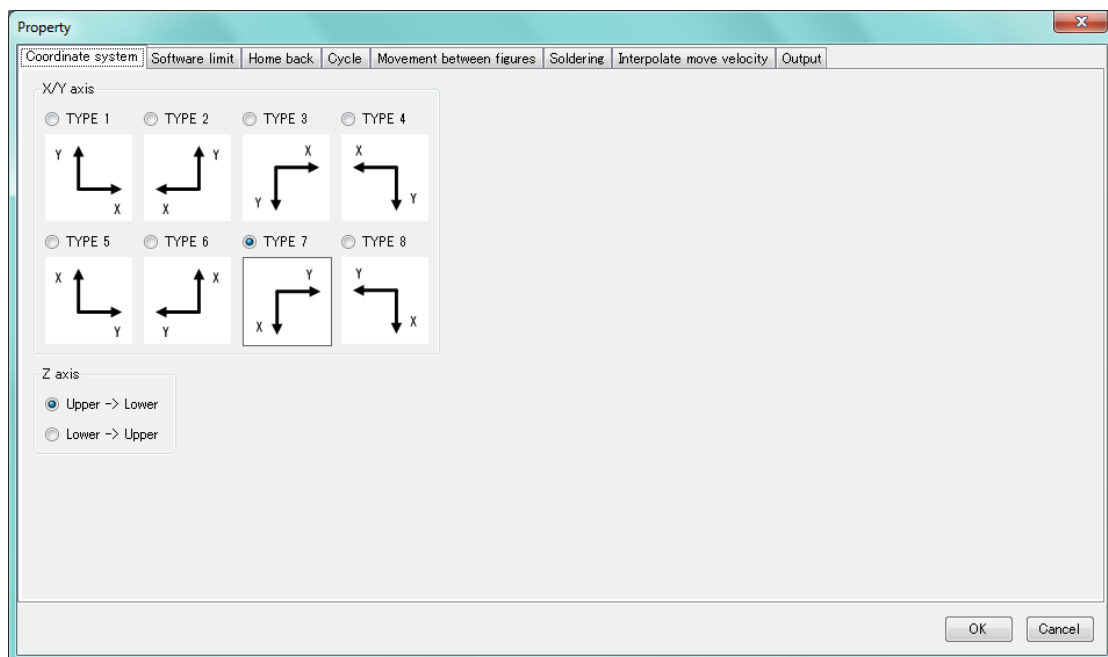 Property
Coordinate system Software limit Home back Cycle Movement between figures Soldering Interpolate move velocity Output
X/Y axis
TYPE 1 TYPE 2 TYPE 3 TYPE 4
Y Y X X
X X Y Y
TYPE 5 TYPE 6 TYPE 7 TYPE 8
X X Y Y
Y Y X X
Z axis
Upper -> Lower
Lower -> Upper
OK Cancel